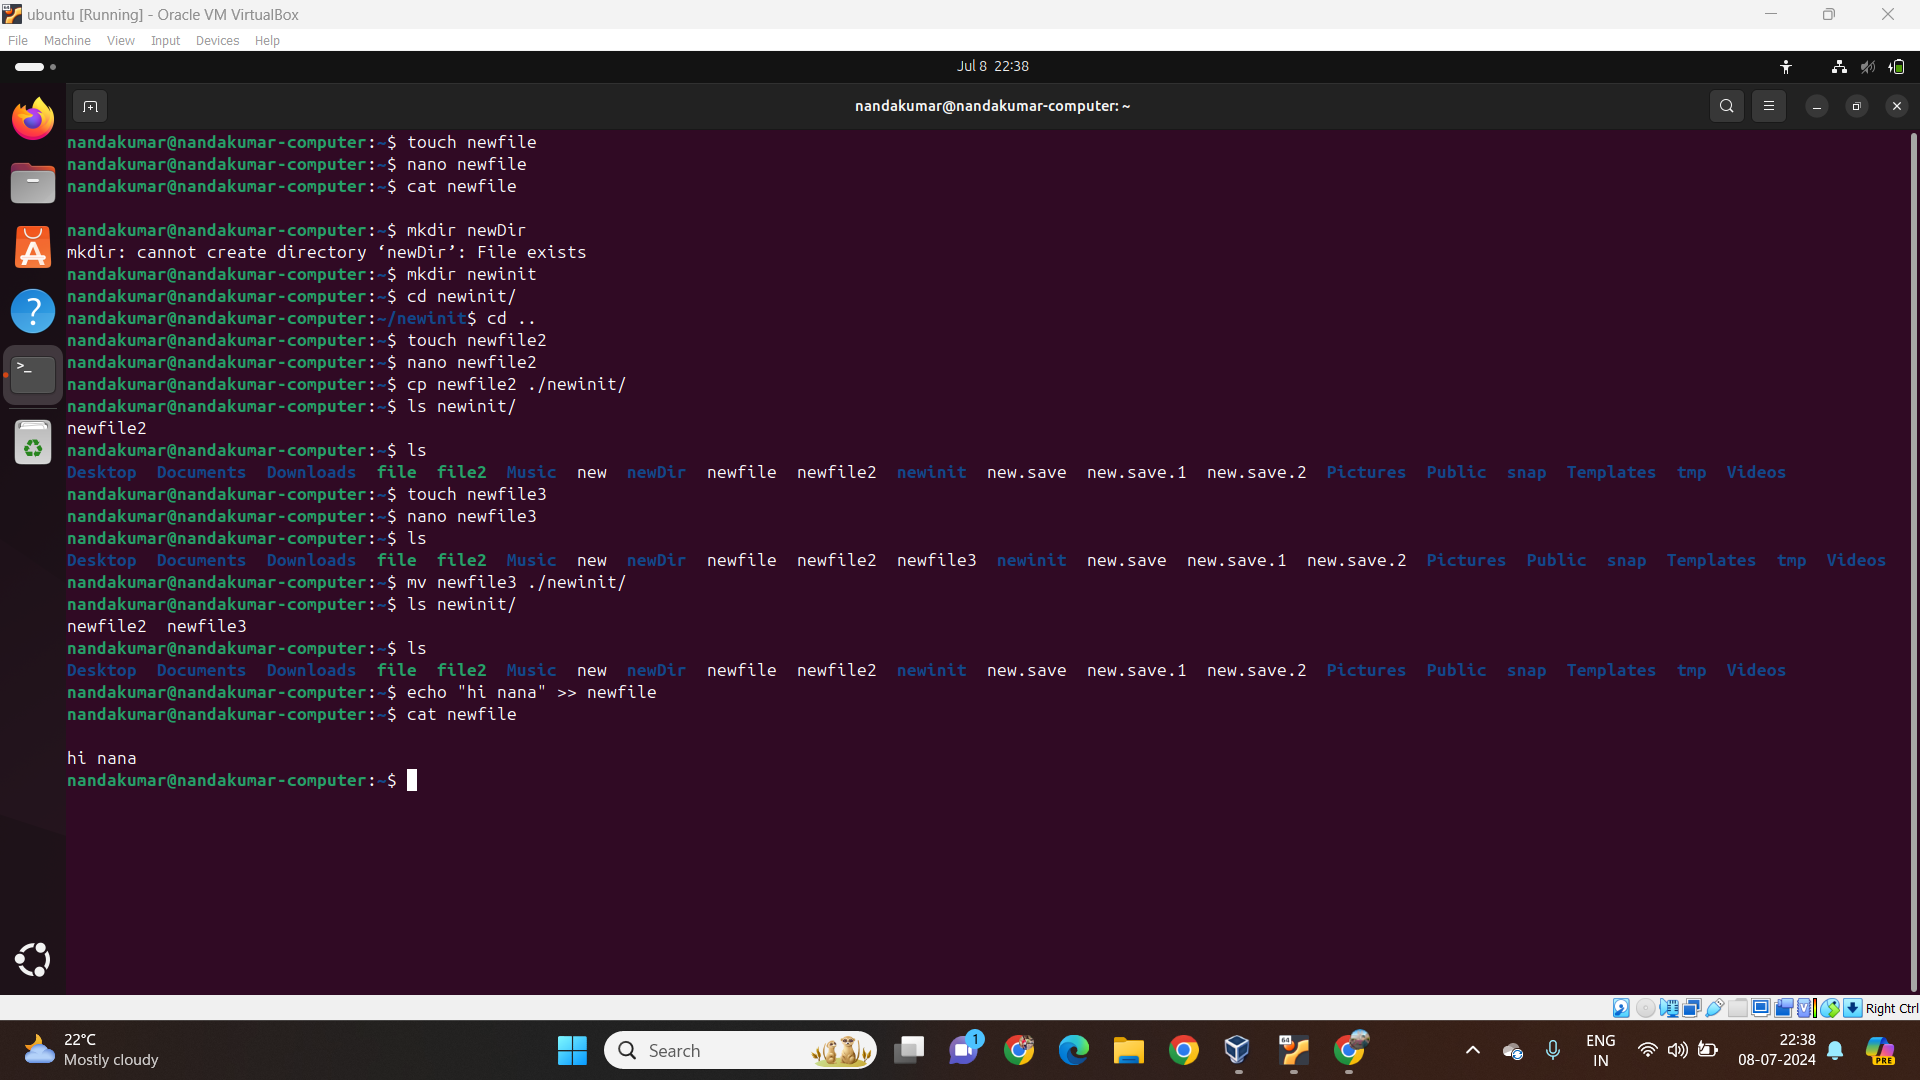 ubuntu [Running] - Oracle VM VirtualBox
File Machine View Input Devices Help
Jul 8 22:38
nandakumar@nandakumar-computer: ~
nandakumar@nandakumar-computer:~$ touch newfile
nandakumar@nandakumar-computer:~$ nano newfile
nandakumar@nandakumar-computer:~$ cat newfile
nandakumar@nandakumar-computer:~$ mkdir newDir
mkdir: cannot create directory ‘newDir’: File exists
nandakumar@nandakumar-computer:~$ mkdir newinit
nandakumar@nandakumar-computer:~$ cd newinit/
nandakumar@nandakumar-computer:~/newinit$ cd ..
nandakumar@nandakumar-computer:~$ touch newfile2
nandakumar@nandakumar-computer:~$ nano newfile2
nandakumar@nandakumar-computer:~$ cp newfile2 ./newinit/
nandakumar@nandakumar-computer:~$ ls newinit/
newfile2
nandakumar@nandakumar-computer:~$ ls
Desktop Documents Downloads file file2 Music new newDir newfile newfile2 newinit new.save new.save.1 new.save.2 Pictures Public snap Templates tmp Videos
nandakumar@nandakumar-computer:~$ touch newfile3
nandakumar@nandakumar-computer:~$ nano newfile3
nandakumar@nandakumar-computer:~$ ls
Desktop Documents Downloads file file2 Music new newDir newfile newfile2 newfile3 newinit new.save new.save.1 new.save.2 Pictures Public snap Templates tmp Videos
nandakumar@nandakumar-computer:~$ mv newfile3 ./newinit/
nandakumar@nandakumar-computer:~$ ls newinit/
newfile2 newfile3
nandakumar@nandakumar-computer:~$ ls
Desktop Documents Downloads file file2 Music new newDir newfile newfile2 newinit new.save new.save.1 new.save.2 Pictures Public snap Templates tmp Videos
nandakumar@nandakumar-computer:~$ echo "hi nana" >> newfile
nandakumar@nandakumar-computer:~$ cat newfile
hi nana
nandakumar@nandakumar-computer:~$
Right Ctrl
22°C
Mostly cloudy
Search
1
64
ENG
IN
22:38
08-07-2024
PRE